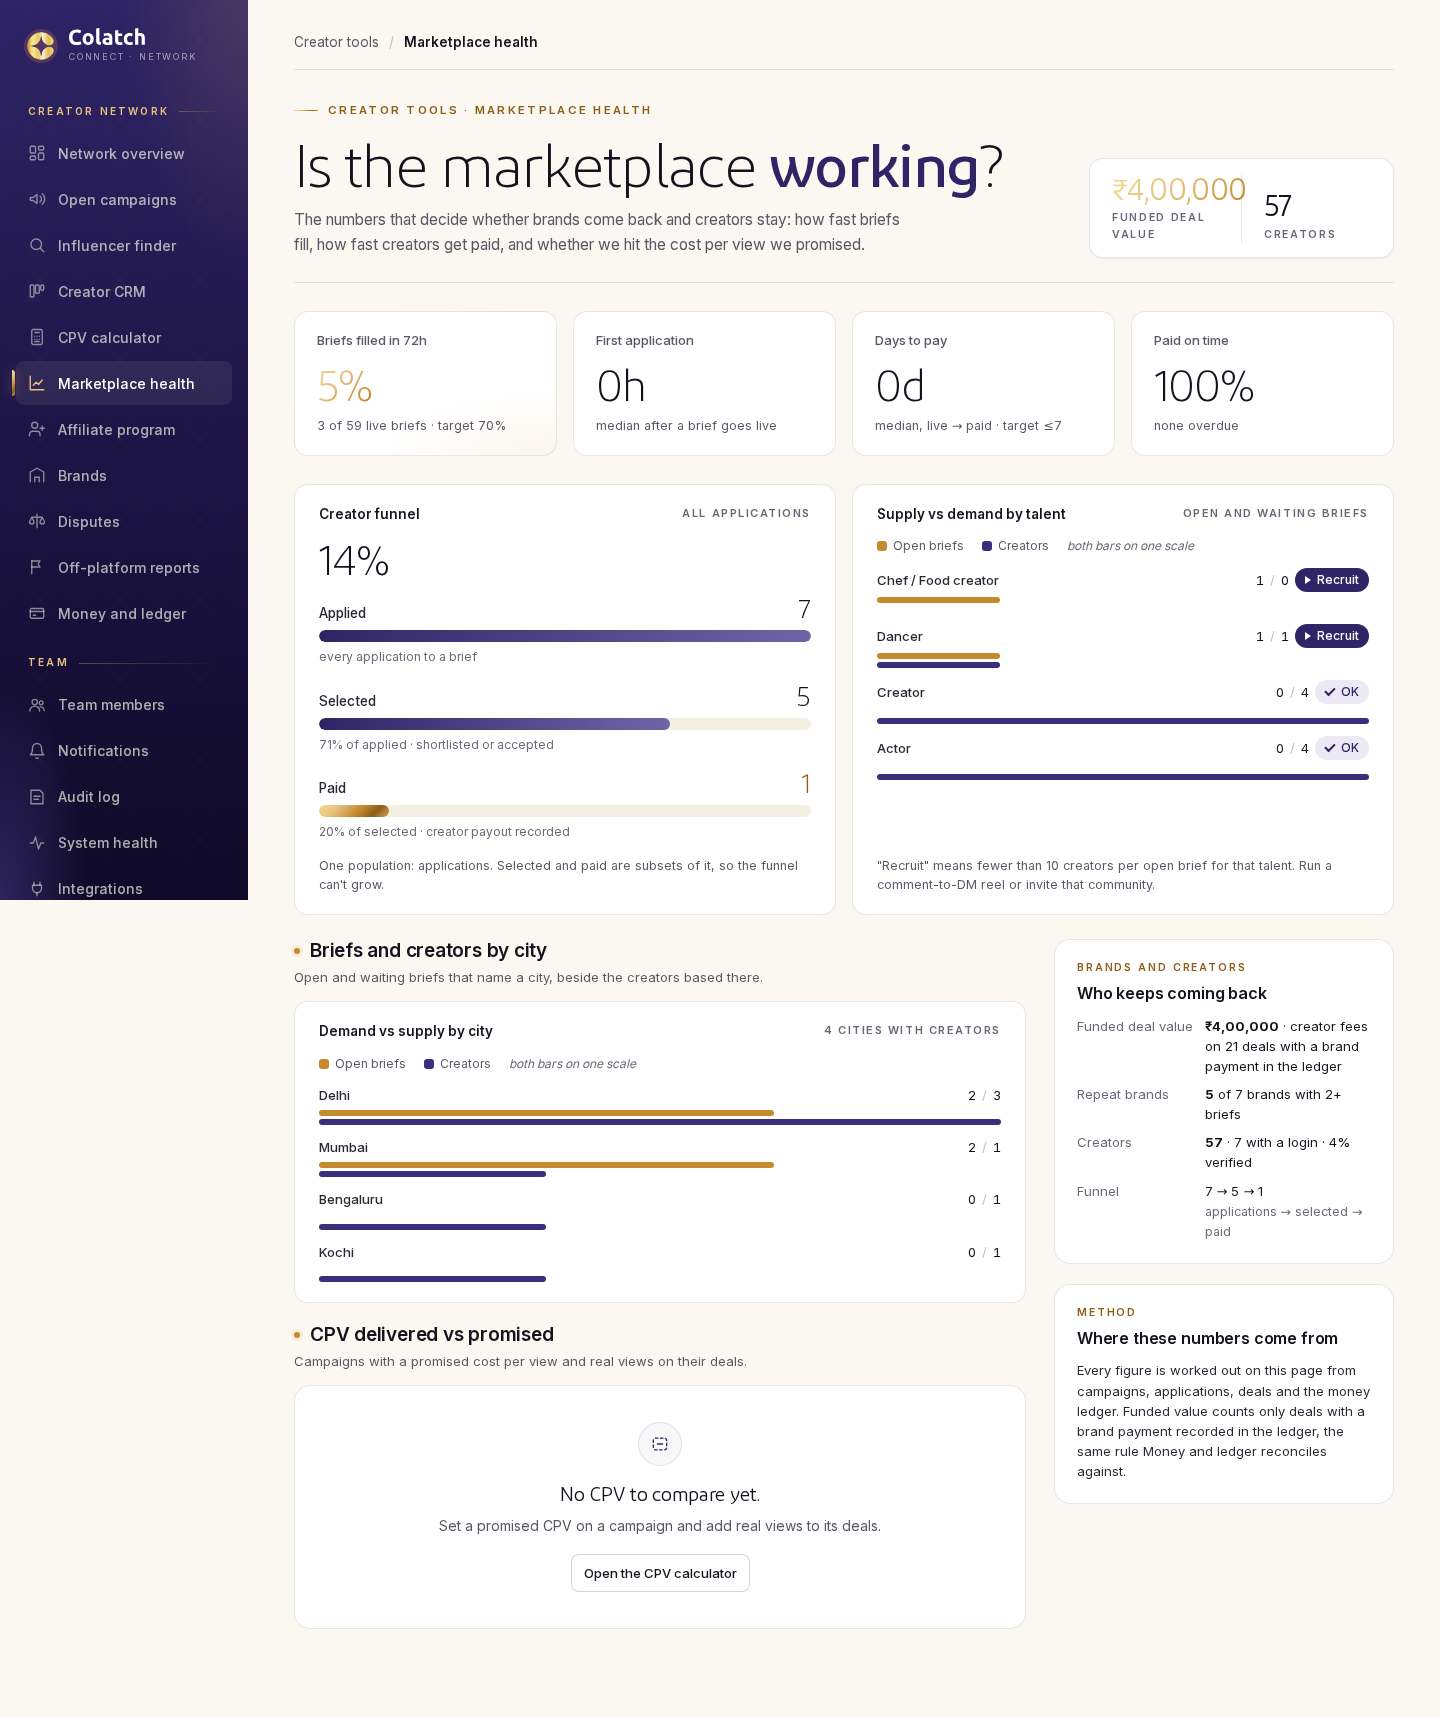 Colatch
CONNECT · NETWORK
CREATOR NETWORK
Network overview
Open campaigns
Influencer finder
Creator CRM
CPV calculator
Marketplace health
Affiliate program
Brands
Disputes
Off-platform reports
Money and ledger
TEAM
Team members
Notifications
Audit log
System health
Integrations
Creator tools / Marketplace health
CREATOR TOOLS · MARKETPLACE HEALTH
Is the marketplace working?
The numbers that decide whether brands come back and creators stay: how fast briefs
fill, how fast creators get paid, and whether we hit the cost per view we promised.
₹4,00,000
FUNDED DEAL
VALUE
57
CREATORS
Briefs filled in 72h
5%
3 of 59 live briefs · target 70%
First application
0h
median after a brief goes live
Days to pay
0d
median, live → paid · target ≤7
Paid on time
100%
none overdue
Creator funnel
ALL APPLICATIONS
14%
Applied 7
every application to a brief
Selected 5
71% of applied · shortlisted or accepted
Paid 1
20% of selected · creator payout recorded
One population: applications. Selected and paid are subsets of it, so the funnel
can't grow.
Supply vs demand by talent
OPEN AND WAITING BRIEFS
Open briefs Creators both bars on one scale
Chef / Food creator 1 / 0 Recruit
Dancer 1 / 1 Recruit
Creator 0 / 4 OK
Actor 0 / 4 OK
"Recruit" means fewer than 10 creators per open brief for that talent. Run a
comment-to-DM reel or invite that community.
Briefs and creators by city
Open and waiting briefs that name a city, beside the creators based there.
Demand vs supply by city
4 CITIES WITH CREATORS
Open briefs Creators both bars on one scale
Delhi 2 / 3
Mumbai 2 / 1
Bengaluru 0 / 1
Kochi 0 / 1
CPV delivered vs promised
Campaigns with a promised cost per view and real views on their deals.
No CPV to compare yet.
Set a promised CPV on a campaign and add real views to its deals.
Open the CPV calculator
BRANDS AND CREATORS
Who keeps coming back
Funded deal value ₹4,00,000 · creator fees
on 21 deals with a brand
payment in the ledger
Repeat brands 5 of 7 brands with 2+
briefs
Creators 57 · 7 with a login · 4%
verified
Funnel 7 → 5 → 1
applications → selected →
paid
METHOD
Where these numbers come from
Every figure is worked out on this page from
campaigns, applications, deals and the money
ledger. Funded value counts only deals with a
brand payment recorded in the ledger, the
same rule Money and ledger reconciles
against.